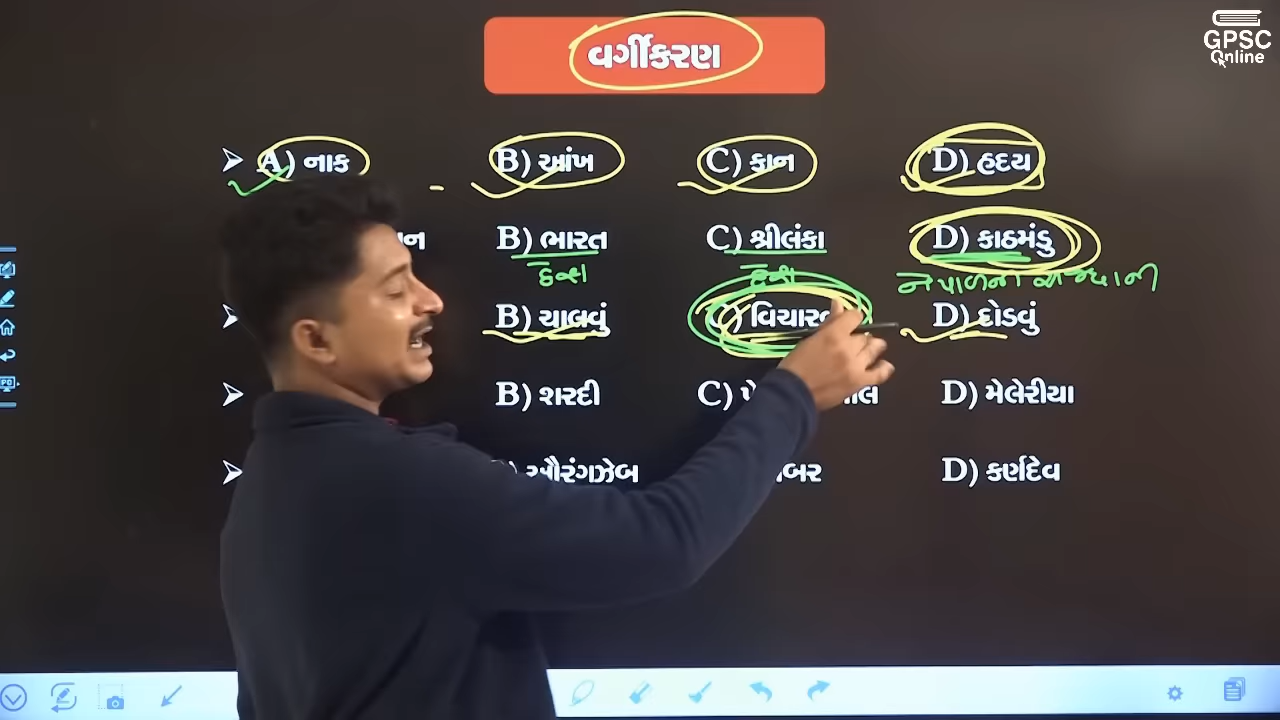 GPSC
Online
વર્ગીકરણ
A) નાક B) આંખ C) કાન D) હૃદય
B) ભારત C) શ્રીલંકા D) કાઠમંડુ
દેશ દેશ નેપાળની રાજધાની
B) ચાલવું D) દોડવું
B) શરદી D) મેલેરીયા
ઔરંગઝેબ D) કર્ણદેવ